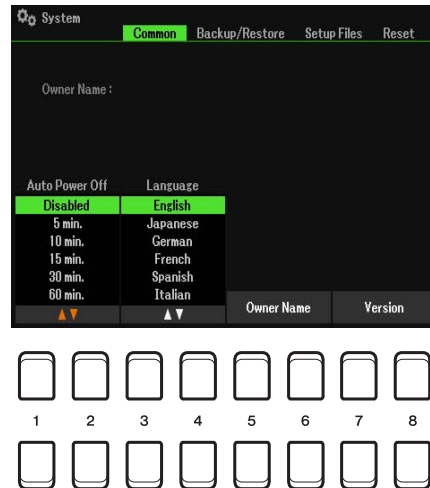 System
Common Backup/Restore Setup Files Reset
Owner Name :
Auto Power Off Language
Disabled English
5 min. Japanese
10 min. German
15 min. French
30 min. Spanish
60 min. Italian
▲▼ ▲▼ Owner Name Version
1 2 3 4 5 6 7 8